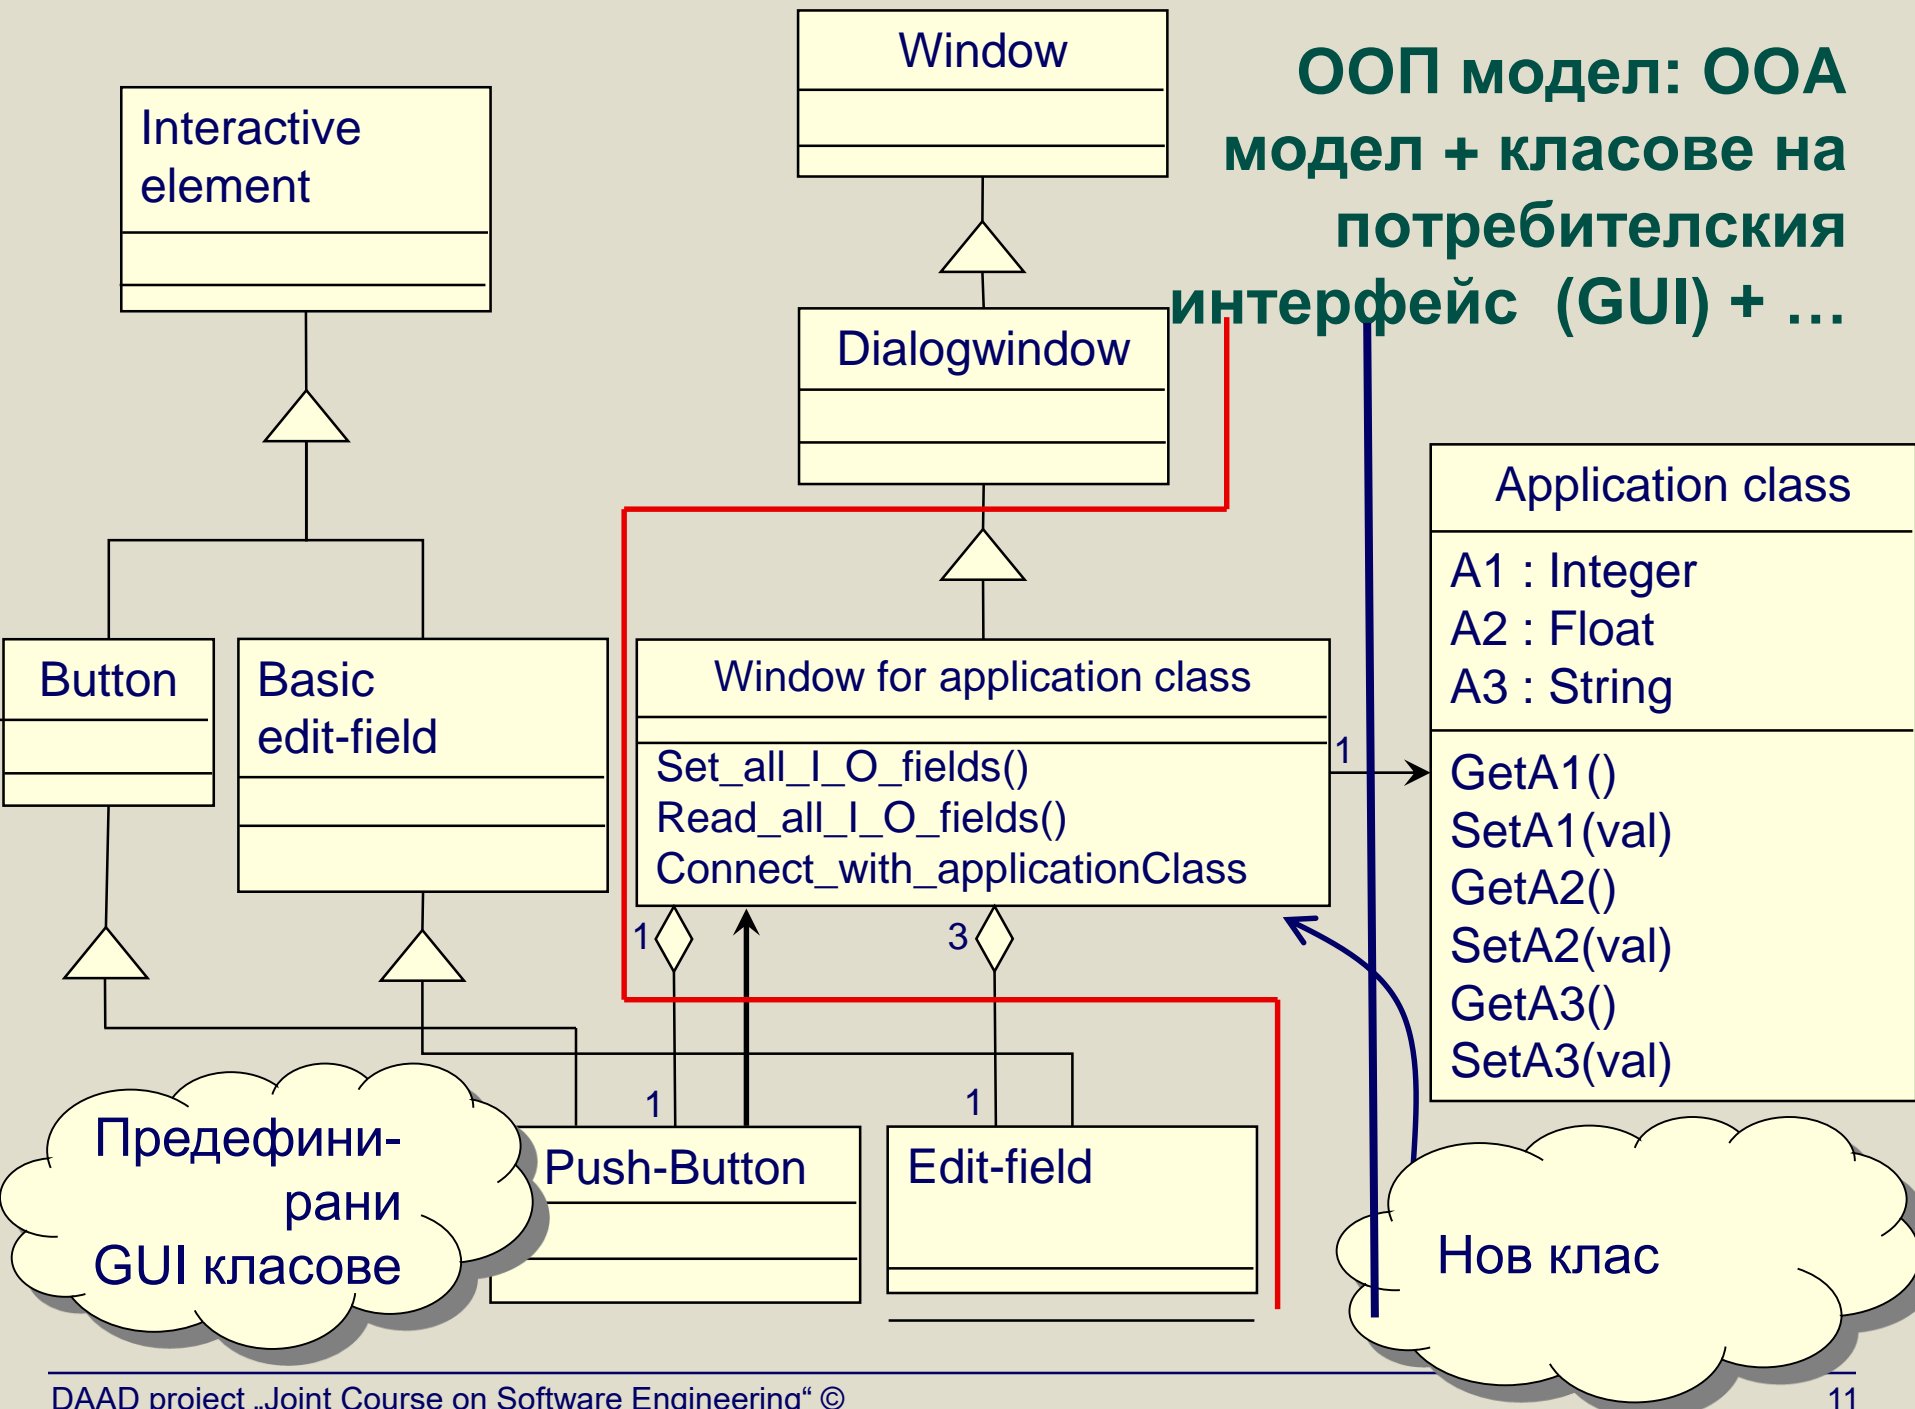 ООП модел: ООА
модел + класове на
потребителския
интерфейс (GUI) + …
Window
Interactive
element
Dialogwindow
Application class
A1 : Integer
A2 : Float
A3 : String
GetA1()
SetA1(val)
GetA2()
SetA2(val)
GetA3()
SetA3(val)
Button
Basic
edit-field
Window for application class
Set_all_I_O_fields()
Read_all_I_O_fields()
Connect_with_applicationClass
1
1
3
1
1
Предефини-
рани
GUI класове
Push-Button
Edit-field
Нов клас
DAAD project „Joint Course on Software Engineering“ ©
11